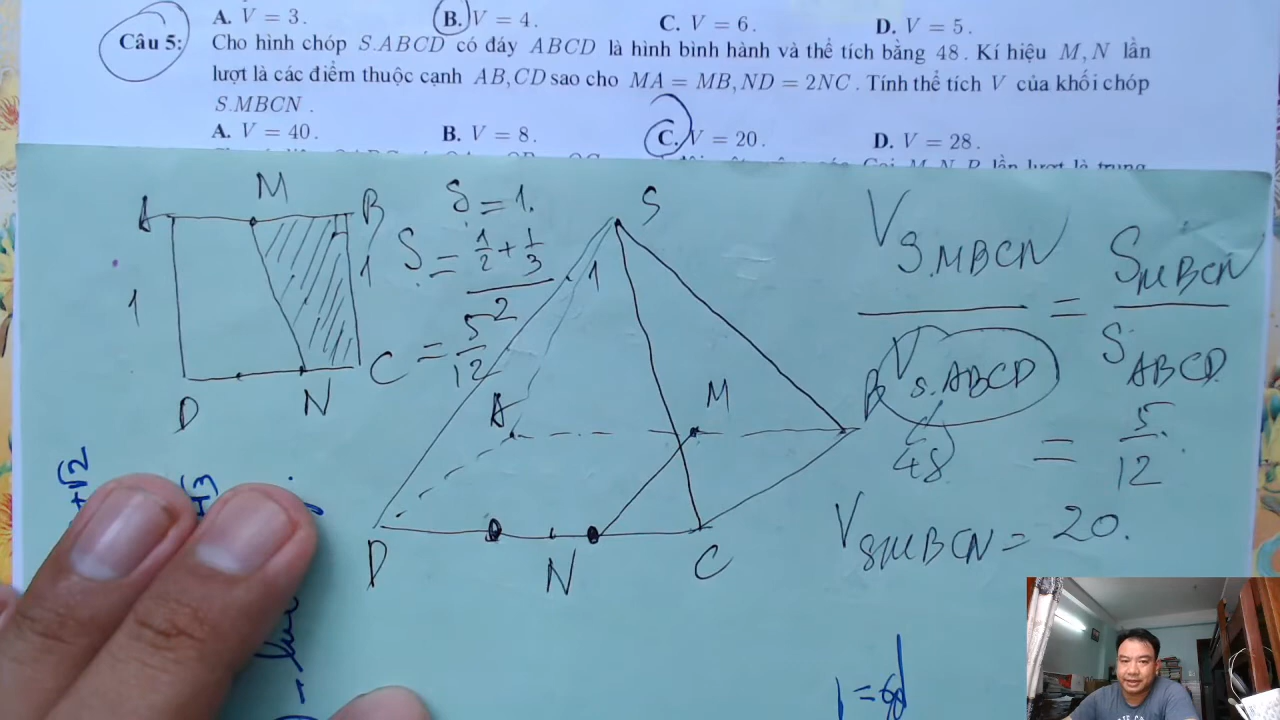 A. V = 3. B. V = 4. C. V = 6. D. V = 5.
Câu 5: Cho hình chóp S.ABCD có đáy ABCD là hình bình hành và thể tích bằng 48. Kí hiệu M, N lần
lượt là các điểm thuộc cạnh AB, CD sao cho MA = MB, ND = 2NC. Tính thể tích V của khối chóp
S.MBCN.
A. V = 40. B. V = 8. C. V = 20. D. V = 28.
A M B
1 1
D N C
S = 1.
S = (1/2 + 1/3)/2
= 5/12
S
1
A M B
D N C
V S.MBCN / V S.ABCD = S MBCN / S ABCD
48 = 5/12.
V SMBCN = 20.
+√2
√3